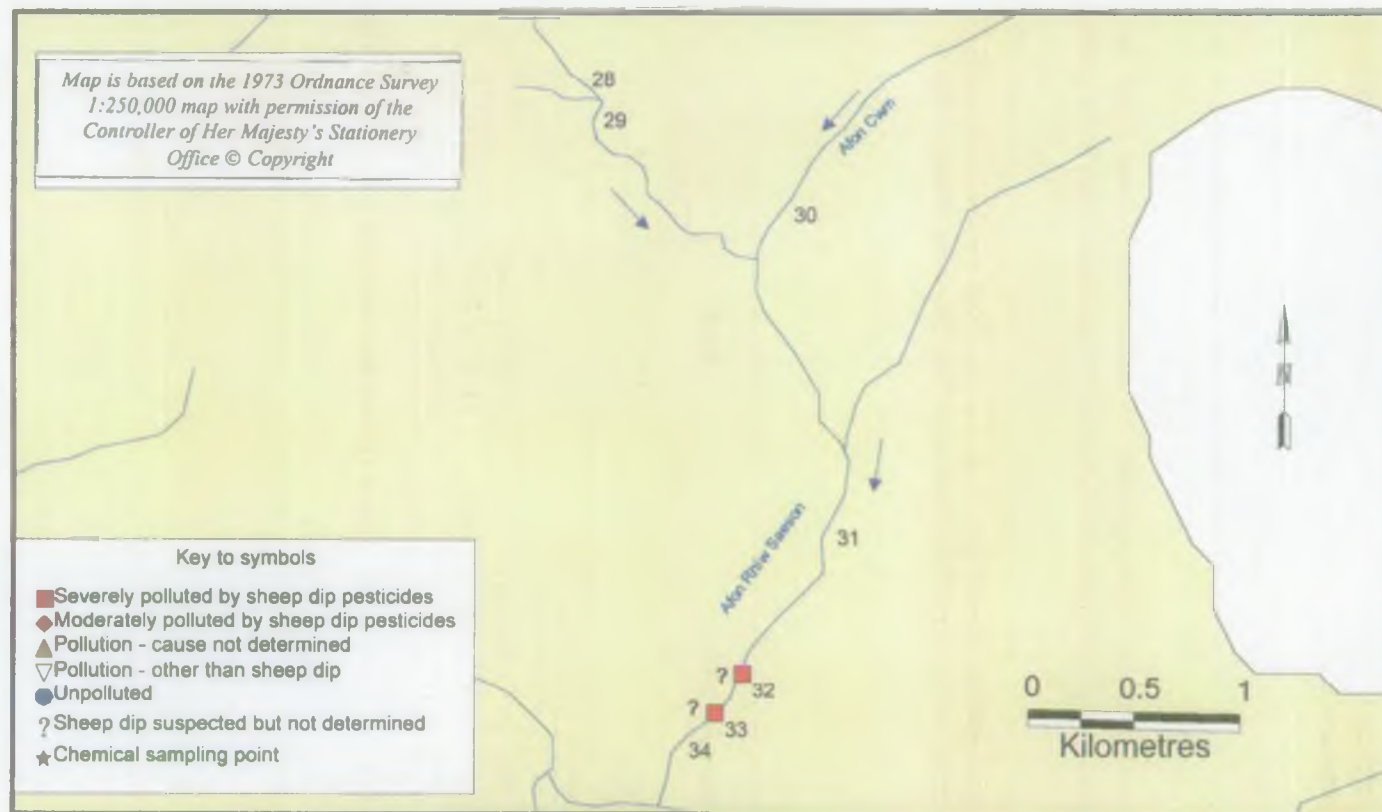 Map is based on the 1973 Ordnance Survey
1:250,000 map with permission of the
Controller of Her Majesty's Stationery
Office © Copyright
28
29
Afon Cwm
30
N
31
Afon Rhiw Saeson
Key to symbols
Severely polluted by sheep dip pesticides
Moderately polluted by sheep dip pesticides
Pollution - cause not determined
Pollution - other than sheep dip
Unpolluted
? Sheep dip suspected but not determined
Chemical sampling point
?
32
?
33
34
0 0.5 1
Kilometres